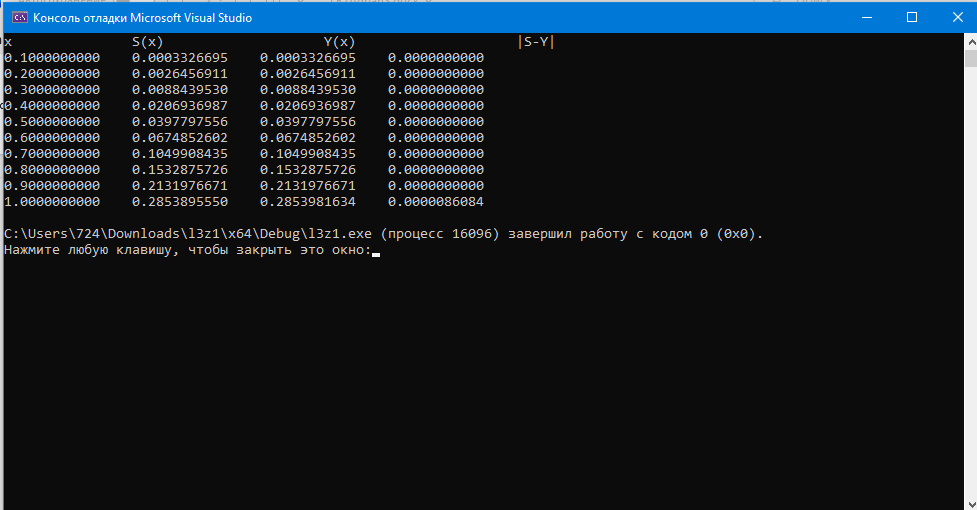 Консоль отладки Microsoft Visual Studio
x S(x) Y(x) |S-Y|
0.1000000000 0.0003326695 0.0003326695 0.0000000000
0.2000000000 0.0026456911 0.0026456911 0.0000000000
0.3000000000 0.0088439530 0.0088439530 0.0000000000
0.4000000000 0.0206936987 0.0206936987 0.0000000000
0.5000000000 0.0397797556 0.0397797556 0.0000000000
0.6000000000 0.0674852602 0.0674852602 0.0000000000
0.7000000000 0.1049908435 0.1049908435 0.0000000000
0.8000000000 0.1532875726 0.1532875726 0.0000000000
0.9000000000 0.2131976671 0.2131976671 0.0000000000
1.0000000000 0.2853895550 0.2853981634 0.0000086084
C:\Users\724\Downloads\l3z1\x64\Debug\l3z1.exe (процесс 16096) завершил работу с кодом 0 (0x0).
Нажмите любую клавишу, чтобы закрыть это окно: